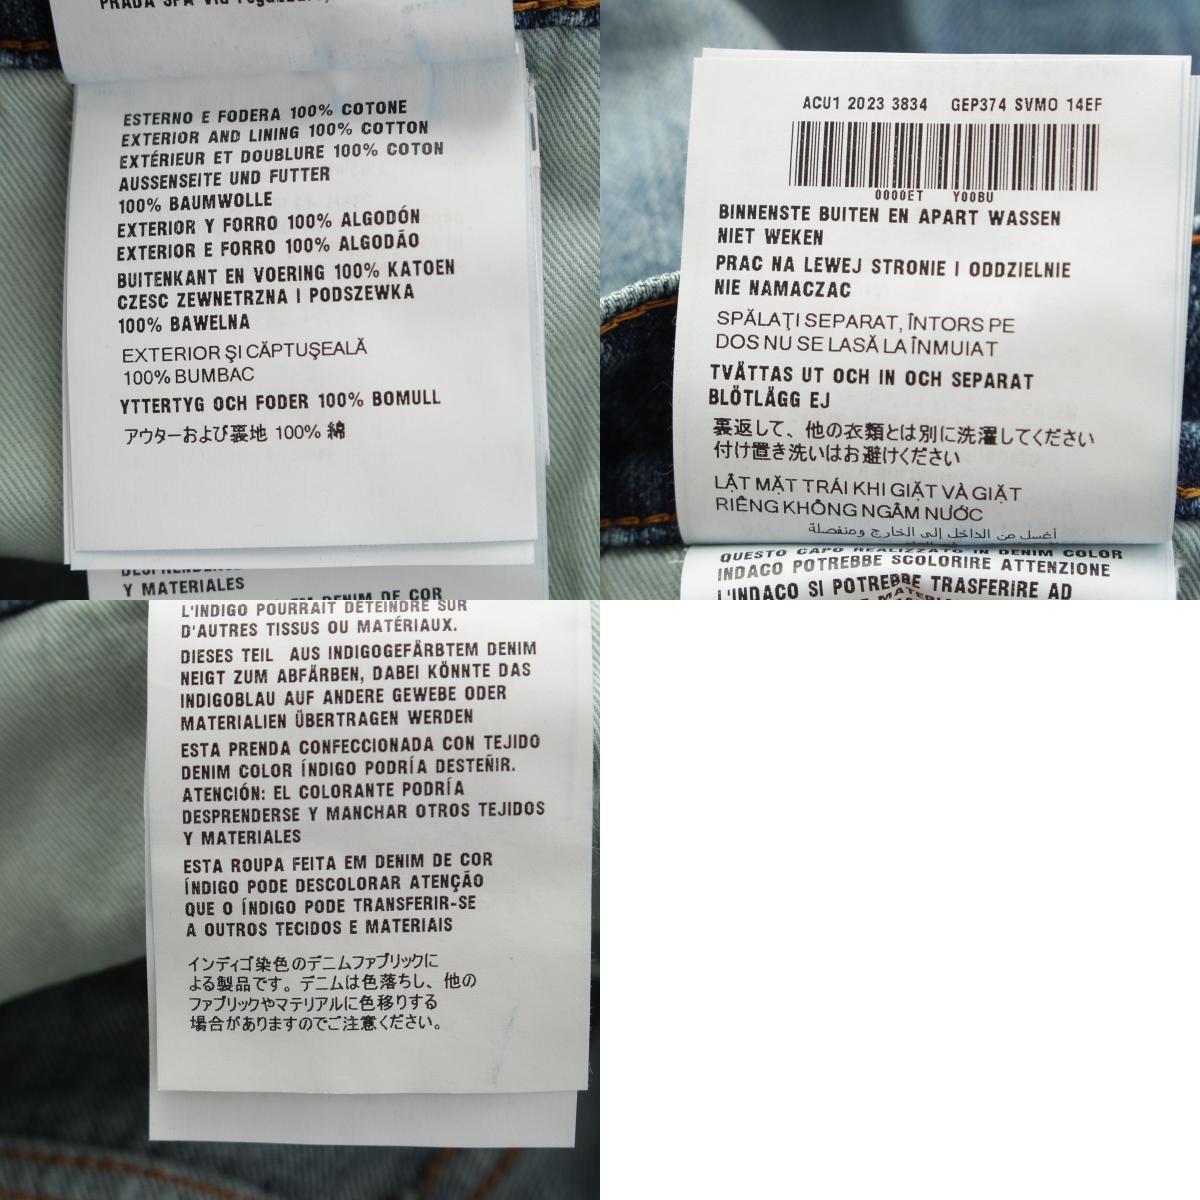 PRADA SPA
ESTERNO E FODERA 100% COTONE
EXTERIOR AND LINING 100% COTTON
EXTÉRIEUR ET DOUBLURE 100% COTON
AUSSENSEITE UND FUTTER
100% BAUMWOLLE
EXTERIOR Y FORRO 100% ALGODÓN
EXTERIOR E FORRO 100% ALGODÃO
BUITENKANT EN VOERING 100% KATOEN
CZESC ZEWNETRZNA I PODSZEWKA
100% BAWELNA
EXTERIOR ŞI CĂPTUŞEALĂ
100% BUMBAC
YTTERTYG OCH FODER 100% BOMULL
アウターおよび裏地 100% 綿
Y MATERIALES
EM DENIM DE COR
ACU1 2023 3834 GEP374 SVMO 14EF
0000ET Y00BU
BINNENSTE BUITEN EN APART WASSEN
NIET WEKEN
PRAC NA LEWEJ STRONIE I ODDZIELNIE
NIE NAMACZAC
SPĂLAŢI SEPARAT, ÎNTORS PE
DOS NU SE LASĂ LA ÎNMUIAT
TVÄTTAS UT OCH IN OCH SEPARAT
BLÖTLÄGG EJ
裏返して、他の衣類とは別に洗濯してください
付け置き洗いはお避けください
LẬT MẶT TRÁI KHI GIẶT VÀ GIẶT
RIÊNG KHÔNG NGÂM NƯỚC
أغسل من الداخل إلى الخارج ومنفصلة
QUESTO CAPO REALIZZATO IN DENIM COLOR
INDACO POTREBBE SCOLORIRE ATTENZIONE
L'INDACO SI POTREBBE TRASFERIRE AD
L'INDIGO POURRAIT DÉTEINDRE SUR
D'AUTRES TISSUS OU MATÉRIAUX.
DIESES TEIL AUS INDIGOGEFÄRBTEM DENIM
NEIGT ZUM ABFÄRBEN, DABEI KÖNNTE DAS
INDIGOBLAU AUF ANDERE GEWEBE ODER
MATERIALIEN ÜBERTRAGEN WERDEN
ESTA PRENDA CONFECCIONADA CON TEJIDO
DENIM COLOR ÍNDIGO PODRÍA DESTEÑIR.
ATENCIÓN: EL COLORANTE PODRÍA
DESPRENDERSE Y MANCHAR OTROS TEJIDOS
Y MATERIALES
ESTA ROUPA FEITA EM DENIM DE COR
ÍNDIGO PODE DESCOLORAR ATENÇÃO
QUE O ÍNDIGO PODE TRANSFERIR-SE
A OUTROS TECIDOS E MATERIAIS
インディゴ染色のデニムファブリックに
よる製品です。デニムは色落ちし、他の
ファブリックやマテリアルに色移りする
場合がありますのでご注意ください。